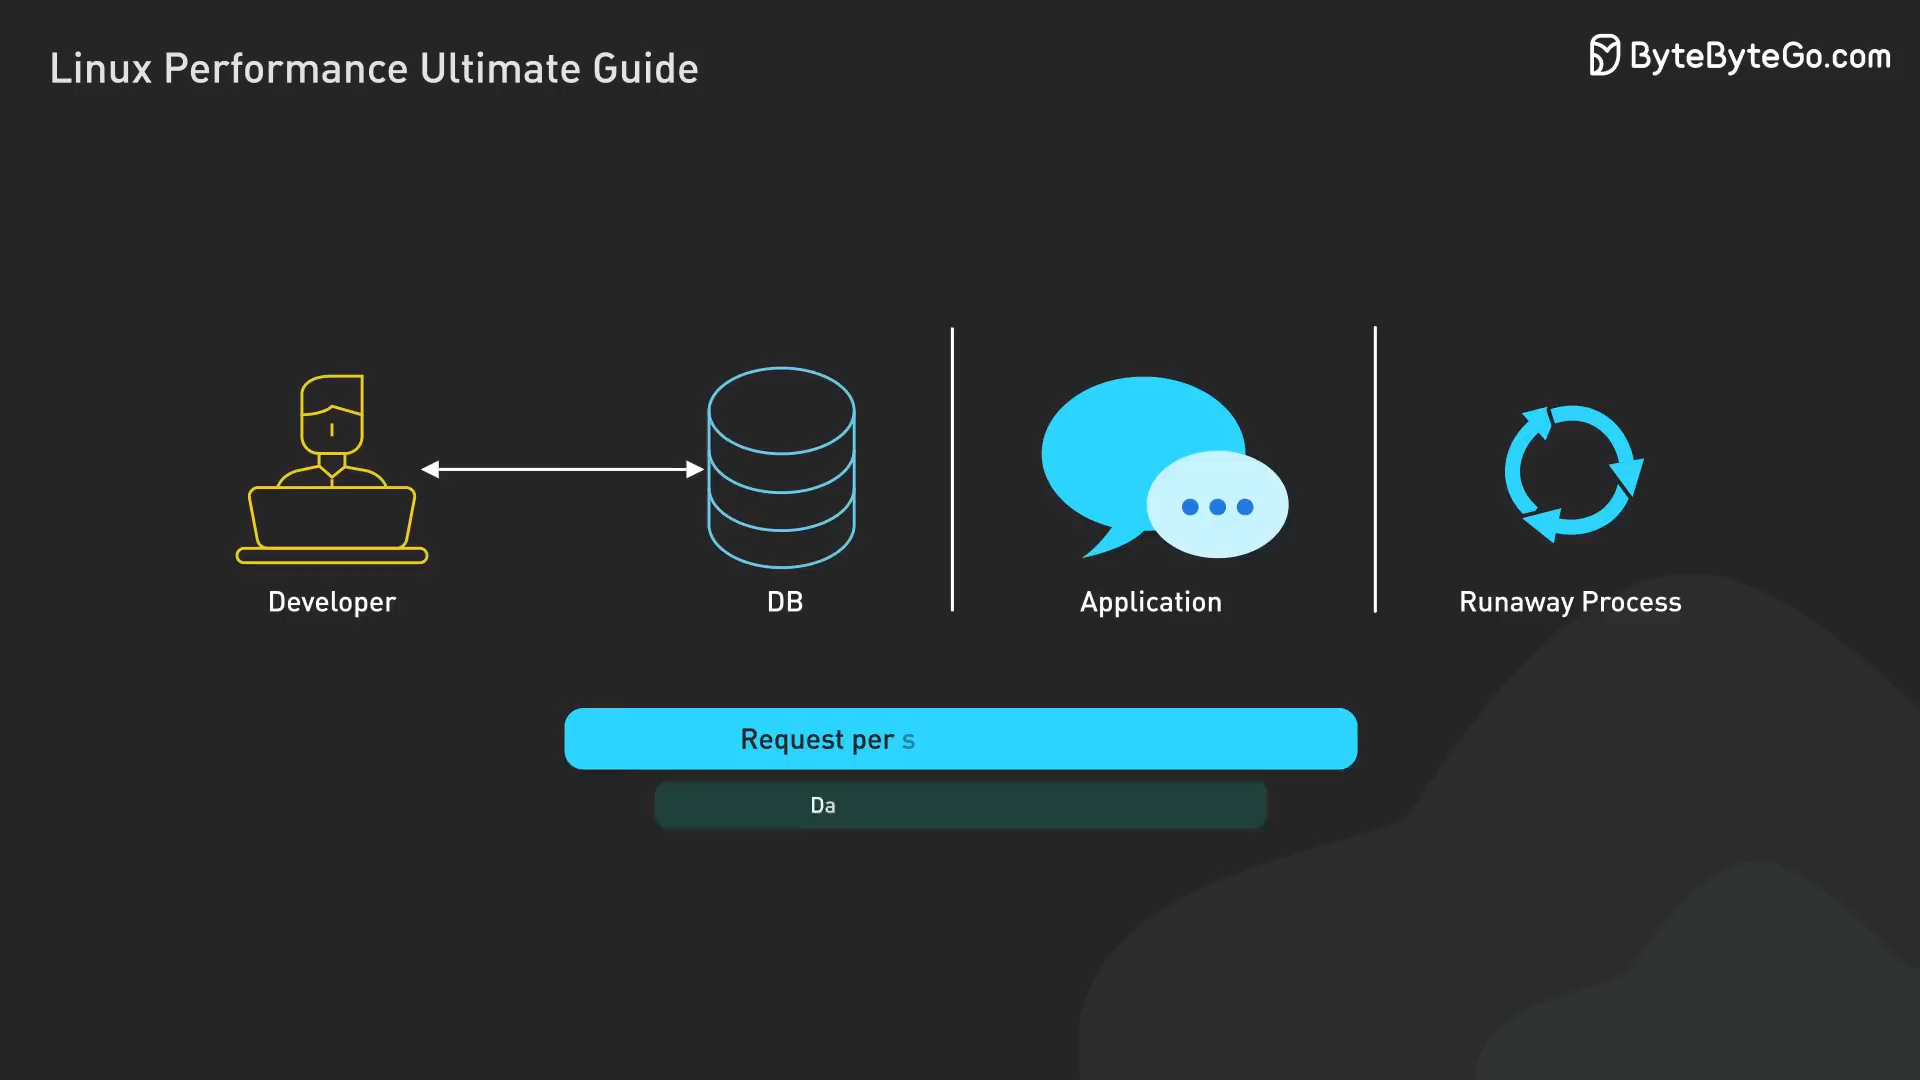 Linux Performance Ultimate Guide
ByteByteGo.com
Developer
DB
Application
Runaway Process
Request per s
Da